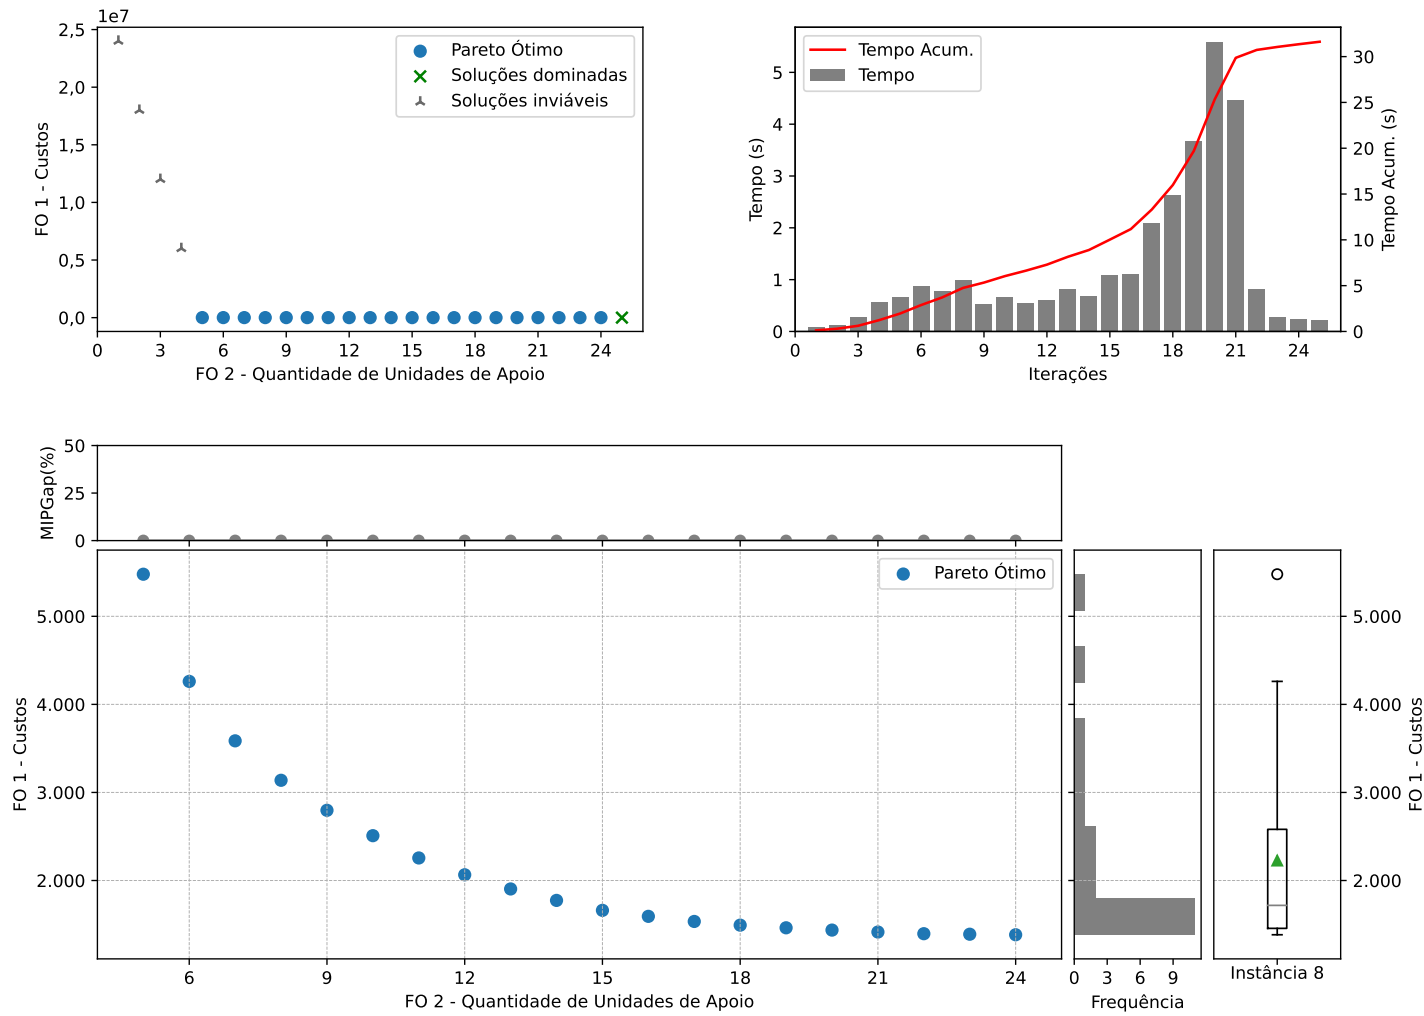 1e7
2,5
2,0
1,5
1,0
0,5
0,0
FO 1 - Custos
Pareto Ótimo
Soluções dominadas
Soluções inviáveis
0 3 6 9 12 15 18 21 24
FO 2 - Quantidade de Unidades de Apoio
Tempo Acum.
Tempo
5
4
3
2
1
0
Tempo (s)
30
25
20
15
10
5
0
Tempo Acum. (s)
0 3 6 9 12 15 18 21 24
Iterações
50
25
0
MIPGap(%)
Pareto Ótimo
5.000
4.000
3.000
2.000
FO 1 - Custos
6 9 12 15 18 21 24
FO 2 - Quantidade de Unidades de Apoio
0 3 6 9
Frequência
Instância 8
5.000
4.000
3.000
2.000
FO 1 - Custos